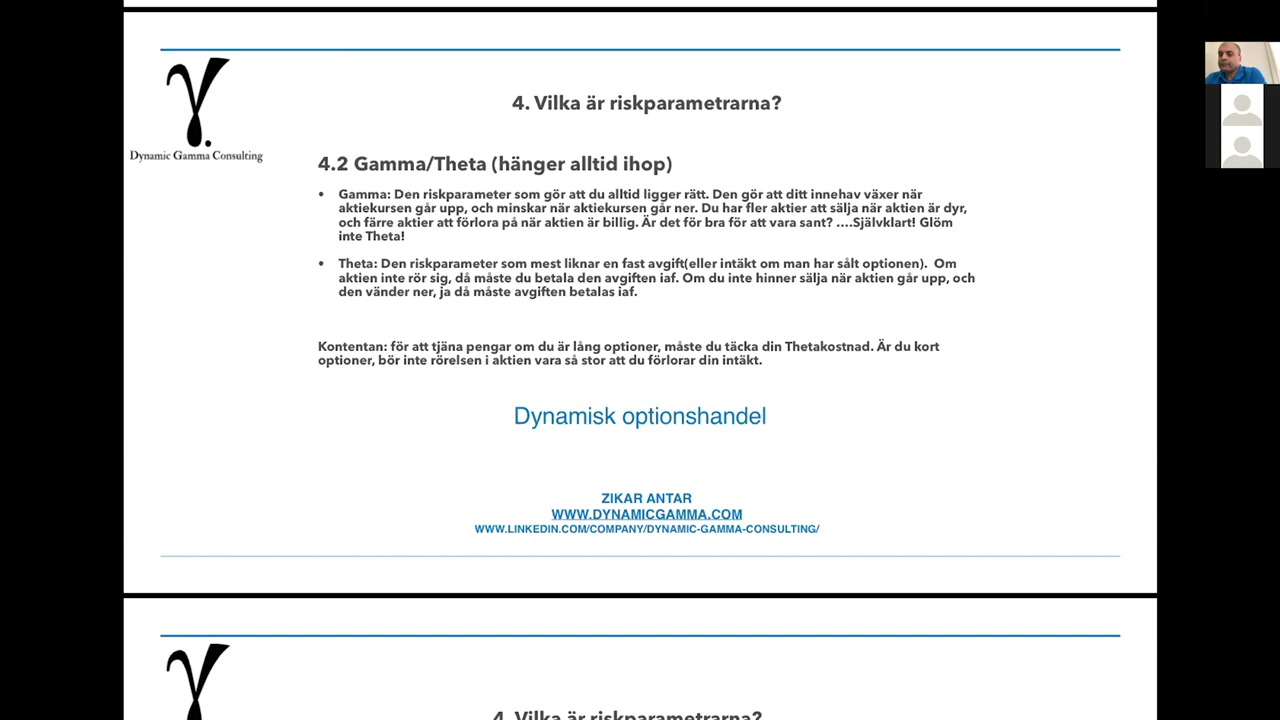 Dynamic Gamma Consulting
4. Vilka är riskparametrarna?
4.2 Gamma/Theta (hänger alltid ihop)
• Gamma: Den riskparameter som gör att du alltid ligger rätt. Den gör att ditt innehav växer när
aktiekursen går upp, och minskar när aktiekursen går ner. Du har fler aktier att sälja när aktien är dyr,
och färre aktier att förlora på när aktien är billig. Är det för bra för att vara sant? ....Självklart! Glöm
inte Theta!
• Theta: Den riskparameter som mest liknar en fast avgift(eller intäkt om man har sålt optionen). Om
aktien inte rör sig, då måste du betala den avgiften iaf. Om du inte hinner sälja när aktien går upp, och
den vänder ner, ja då måste avgiften betalas iaf.
Kontentan: för att tjäna pengar om du är lång optioner, måste du täcka din Thetakostnad. Är du kort
optioner, bör inte rörelsen i aktien vara så stor att du förlorar din intäkt.
Dynamisk optionshandel
ZIKAR ANTAR
WWW.DYNAMICGAMMA.COM
WWW.LINKEDIN.COM/COMPANY/DYNAMIC-GAMMA-CONSULTING/
4. Vilka är riskparametrarna?